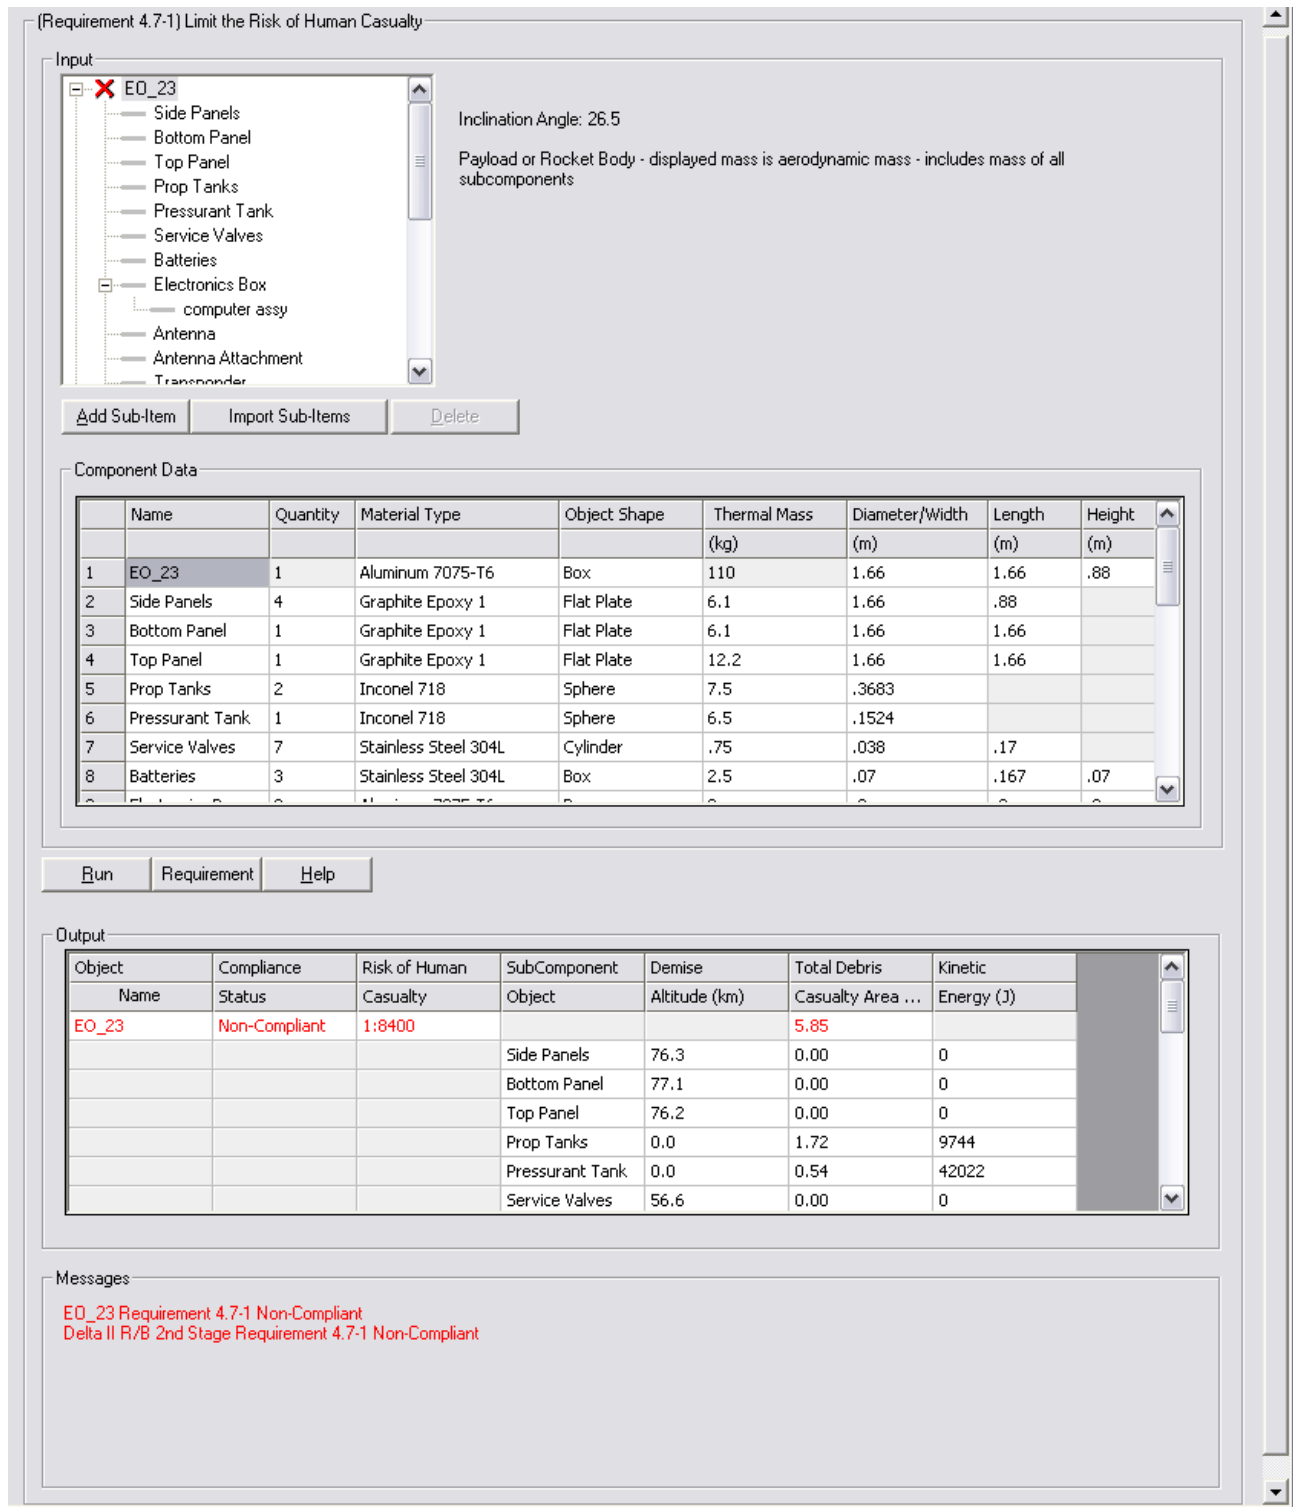 (Requirement 4.7-1) Limit the Risk of Human Casualty
Input
EO_23
Side Panels
Bottom Panel
Top Panel
Prop Tanks
Pressurant Tank
Service Valves
Batteries
Electronics Box
computer assy
Antenna
Antenna Attachment
Transponder
Inclination Angle: 26.5
Payload or Rocket Body - displayed mass is aerodynamic mass - includes mass of all
subcomponents
Add Sub-Item Import Sub-Items Delete
Component Data
Name Quantity Material Type Object Shape Thermal Mass Diameter/Width Length Height
(kg) (m) (m) (m)
1 EO_23 1 Aluminum 7075-T6 Box 110 1.66 1.66 .88
2 Side Panels 4 Graphite Epoxy 1 Flat Plate 6.1 1.66 .88
3 Bottom Panel 1 Graphite Epoxy 1 Flat Plate 6.1 1.66 1.66
4 Top Panel 1 Graphite Epoxy 1 Flat Plate 12.2 1.66 1.66
5 Prop Tanks 2 Inconel 718 Sphere 7.5 .3683
6 Pressurant Tank 1 Inconel 718 Sphere 6.5 .1524
7 Service Valves 7 Stainless Steel 304L Cylinder .75 .038 .17
8 Batteries 3 Stainless Steel 304L Box 2.5 .07 .167 .07
Run Requirement Help
Output
Object Compliance Risk of Human SubComponent Demise Total Debris Kinetic
Name Status Casualty Object Altitude (km) Casualty Area ... Energy (J)
EO_23 Non-Compliant 1:8400 5.85
Side Panels 76.3 0.00 0
Bottom Panel 77.1 0.00 0
Top Panel 76.2 0.00 0
Prop Tanks 0.0 1.72 9744
Pressurant Tank 0.0 0.54 42022
Service Valves 56.6 0.00 0
Messages
EO_23 Requirement 4.7-1 Non-Compliant
Delta II R/B 2nd Stage Requirement 4.7-1 Non-Compliant